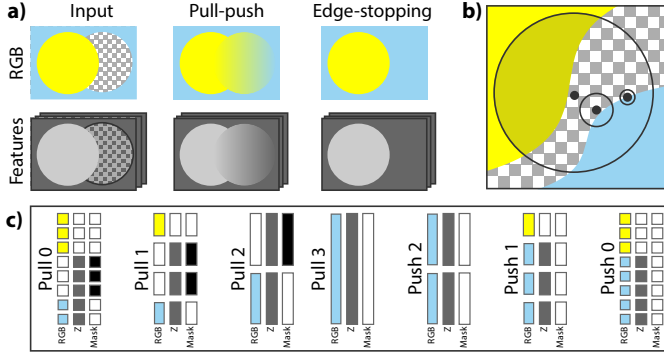 a)
Input
Pull-push
Edge-stopping
b)
RGB
Features
c)
Pull 0
RGB
Z
Mask
Pull 1
RGB
Z
Mask
Pull 2
RGB
Z
Mask
Pull 3
RGB
Z
Mask
Push 2
RGB
Z
Mask
Push 1
RGB
Z
Mask
Push 0
RGB
Z
Mask